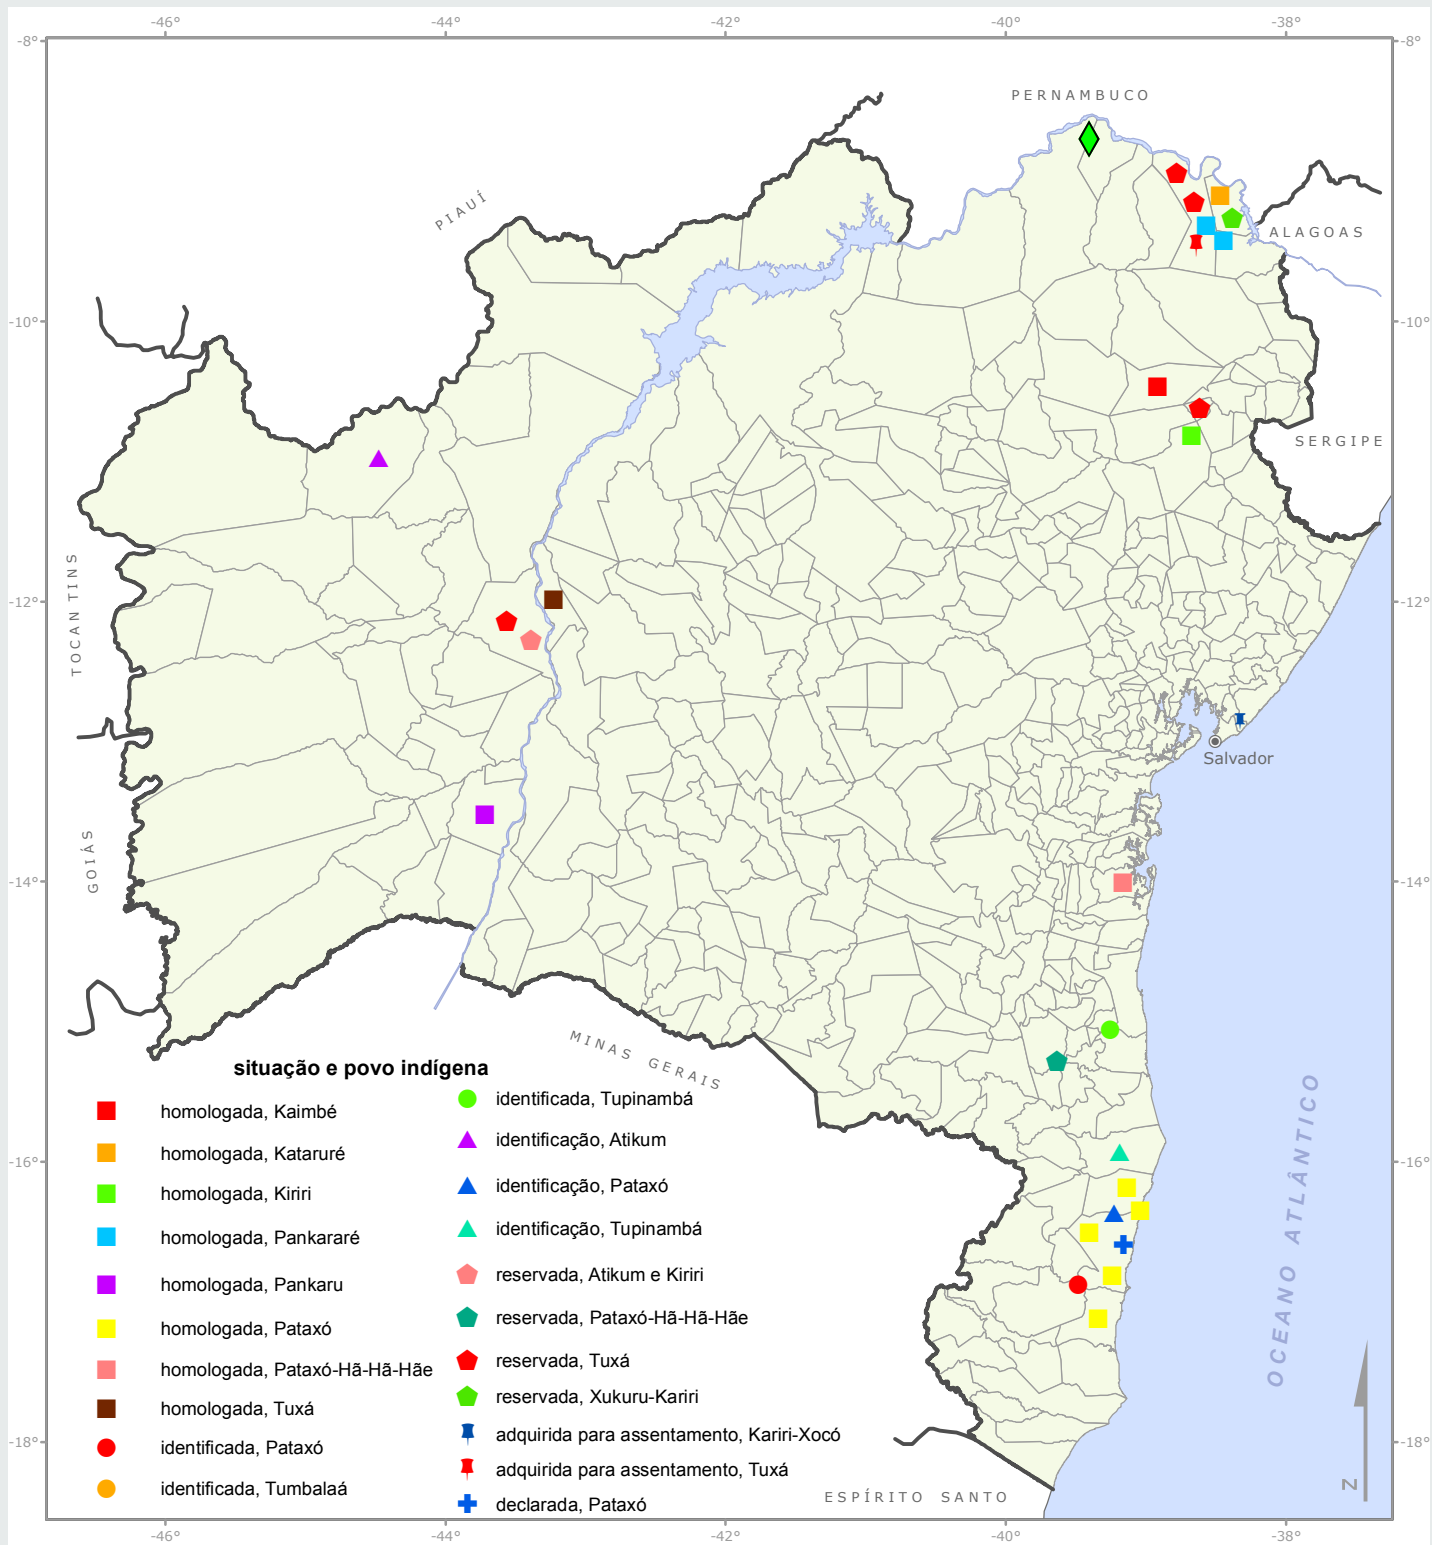 -46°
-44°
-42°
-40°
-38°
-8°
-8°
PERNAMBUCO
PIAUÍ
ALAGOAS
-10°
-10°
SERGIPE
TOCANTINS
-12°
-12°
Salvador
GOIÁS
-14°
-14°
MINAS GERAIS
OCEANO ATLÂNTICO
situação e povo indígena
homologada, Kaimbé
homologada, Kataruré
homologada, Kiriri
homologada, Pankararé
homologada, Pankaru
homologada, Pataxó
homologada, Pataxó-Hã-Hã-Hãe
homologada, Tuxá
identificada, Pataxó
identificada, Tumbalaá
identificada, Tupinambá
identificação, Atikum
identificação, Pataxó
identificação, Tupinambá
reservada, Atikum e Kiriri
reservada, Pataxó-Hã-Hã-Hãe
reservada, Tuxá
reservada, Xukuru-Kariri
adquirida para assentamento, Kariri-Xocó
adquirida para assentamento, Tuxá
declarada, Pataxó
-16°
-16°
-18°
-18°
ESPÍRITO SANTO
N
-46°
-44°
-42°
-40°
-38°